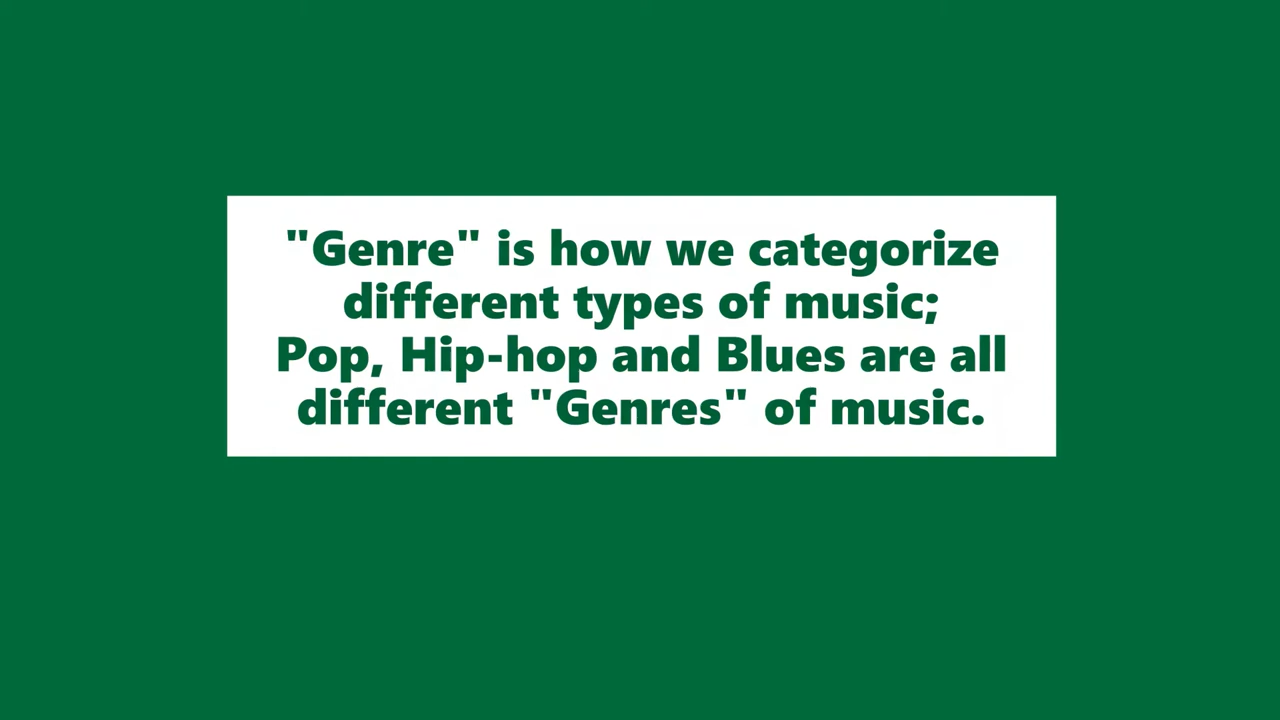 "Genre" is how we categorize
different types of music;
Pop, Hip-hop and Blues are all
different "Genres" of music.